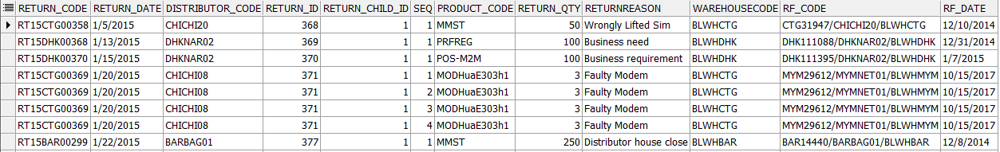 RETURN_CODE RETURN_DATE DISTRIBUTOR_CODE RETURN_ID RETURN_CHILD_ID SEQ PRODUCT_CODE RETURN_QTY RETURNREASON WAREHOUSECODE RF_CODE RF_DATE
RT15CTG00358 1/5/2015 CHICHI20 368 1 1 MMST 50 Wrongly Lifted Sim BLWHCTG CTG31947/CHICHI20/BLWHCTG 12/10/2014
RT15DHK00368 1/13/2015 DHKNAR02 369 1 1 PRFREG 100 Business need BLWHDHK DHK111088/DHKNAR02/BLWHDHK 12/31/2014
RT15DHK00370 1/15/2015 DHKNAR02 370 1 1 POS-M2M 100 Business requirement BLWHDHK DHK111395/DHKNAR02/BLWHDHK 1/7/2015
RT15CTG00369 1/20/2015 CHICHI08 371 1 1 MODHuaE303h1 3 Faulty Modem BLWHCTG MYM29612/MYMNET01/BLWHMYM 10/15/2017
RT15CTG00369 1/20/2015 CHICHI08 371 1 2 MODHuaE303h1 3 Faulty Modem BLWHCTG MYM29612/MYMNET01/BLWHMYM 10/15/2017
RT15CTG00369 1/20/2015 CHICHI08 371 1 3 MODHuaE303h1 3 Faulty Modem BLWHCTG MYM29612/MYMNET01/BLWHMYM 10/15/2017
RT15CTG00369 1/20/2015 CHICHI08 371 1 4 MODHuaE303h1 3 Faulty Modem BLWHCTG MYM29612/MYMNET01/BLWHMYM 10/15/2017
RT15BAR00299 1/22/2015 BARBAG01 377 1 1 MMST 250 Distributor house close BLWHBAR BAR14440/BARBAG01/BLWHBAR 12/8/2014